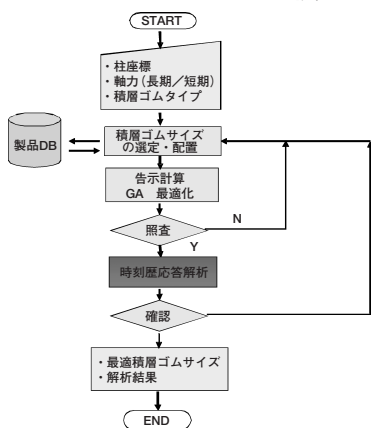 START
・柱座標
・軸力（長期／短期）
・積層ゴムタイプ
製品DB
積層ゴムサイズ
の選定・配置
告示計算
GA 最適化
照査
N
Y
時刻歴応答解析
確認
・最適積層ゴムサイズ
・解析結果
END